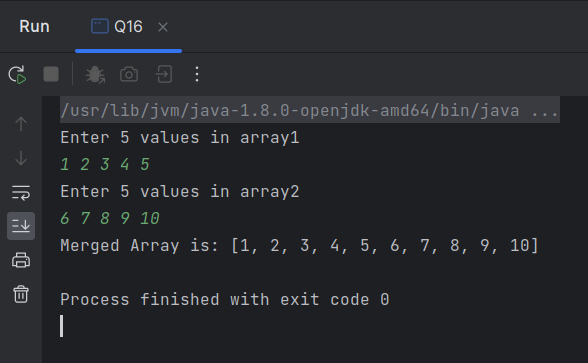 Run Q16
/usr/lib/jvm/java-1.8.0-openjdk-amd64/bin/java ...
Enter 5 values in array1
1 2 3 4 5
Enter 5 values in array2
6 7 8 9 10
Merged Array is: [1, 2, 3, 4, 5, 6, 7, 8, 9, 10]
Process finished with exit code 0